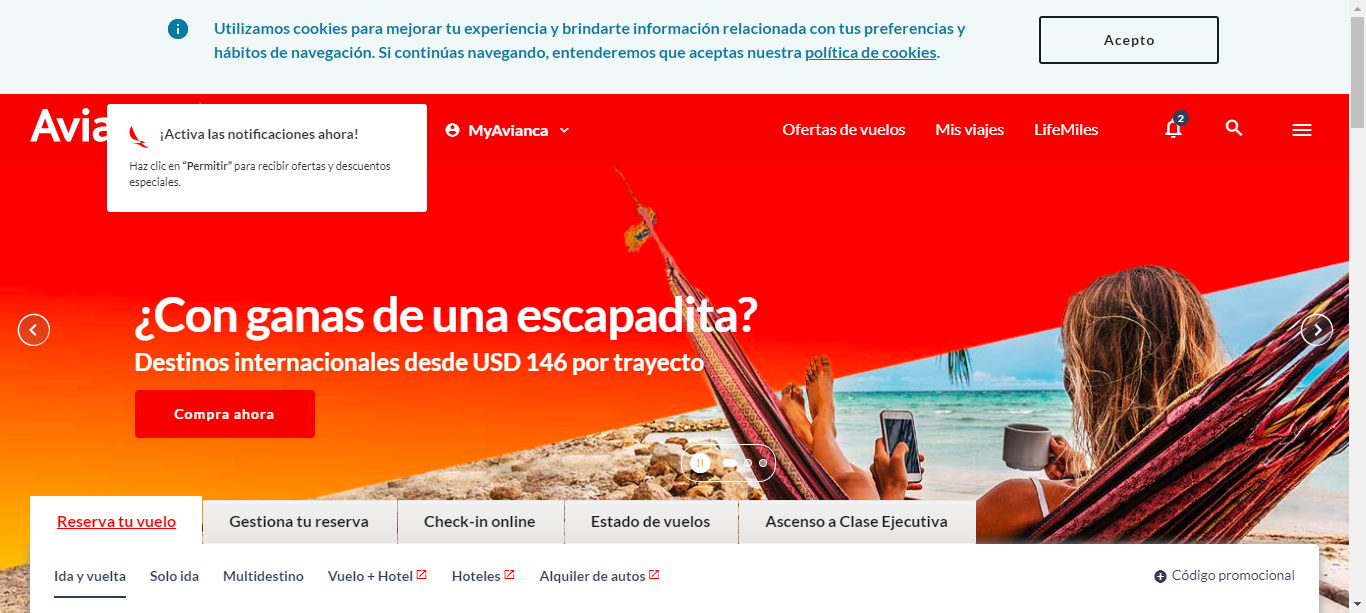 Utilizamos cookies para mejorar tu experiencia y brindarte información relacionada con tus preferencias y
hábitos de navegación. Si continúas navegando, entenderemos que aceptas nuestra política de cookies.
Acepto
Avia
¡Activa las notificaciones ahora!
Haz clic en “Permitir” para recibir ofertas y descuentos
especiales.
MyAvianca
Ofertas de vuelos
Mis viajes
LifeMiles
2
¿Con ganas de una escapadita?
Destinos internacionales desde USD 146 por trayecto
Compra ahora
Reserva tu vuelo
Gestiona tu reserva
Check-in online
Estado de vuelos
Ascenso a Clase Ejecutiva
Ida y vuelta
Solo ida
Multidestino
Vuelo + Hotel
Hoteles
Alquiler de autos
Código promocional